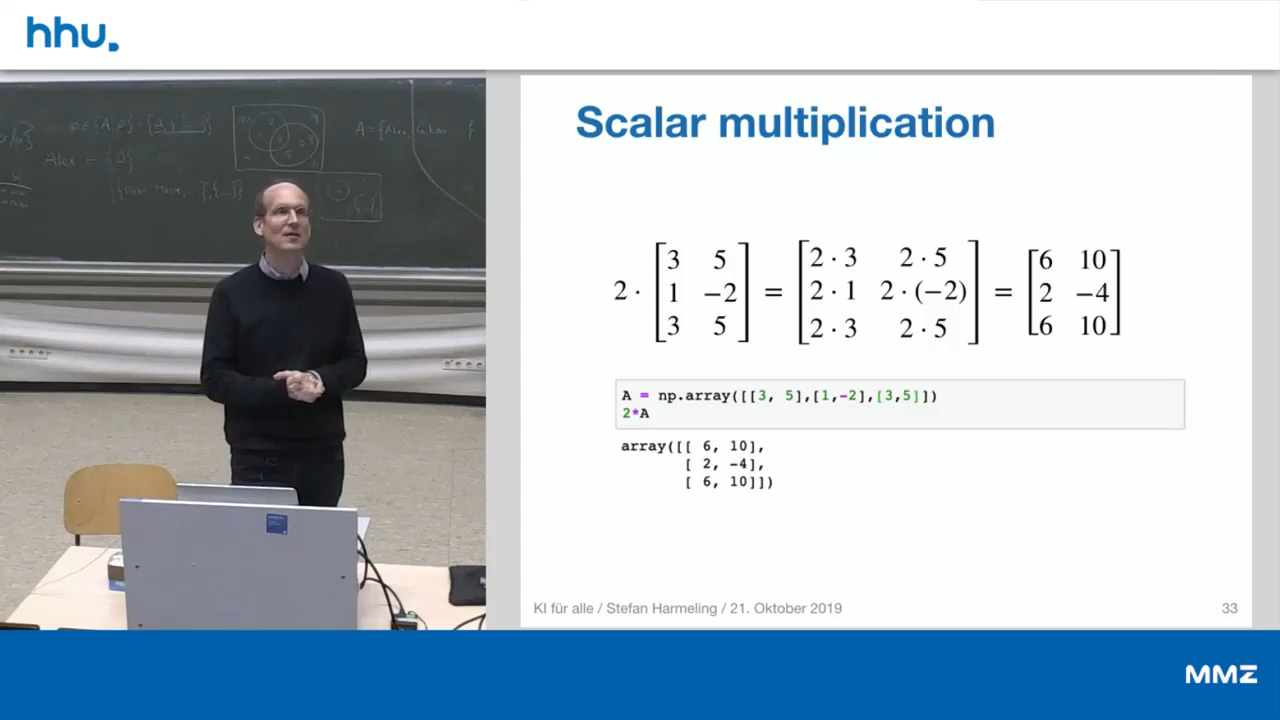 hhu.
Scalar multiplication
2 · [3 5; 1 −2; 3 5] = [2 · 3 2 · 5; 2 · 1 2 · (−2); 2 · 3 2 · 5] = [6 10; 2 −4; 6 10]
A = np.array([[3, 5],[1,-2],[3,5]])
2*A
array([[ 6, 10],
[ 2, -4],
[ 6, 10]])
KI für alle / Stefan Harmeling / 21. Oktober 2019
33
MMZ